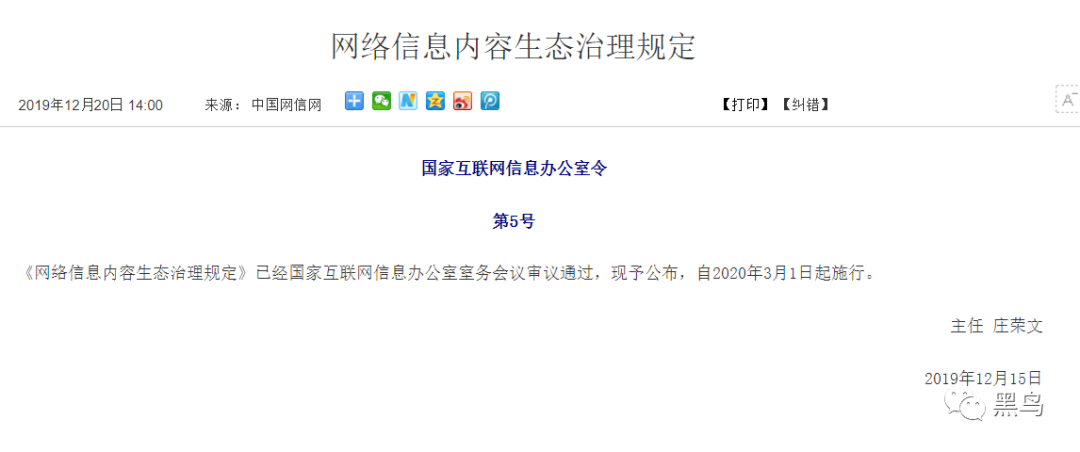 网络信息内容生态治理规定
2019年12月20日 14:00 来源： 中国网信网 【打印】【纠错】 A-
国家互联网信息办公室令
第5号
《网络信息内容生态治理规定》已经国家互联网信息办公室室务会议审议通过，现予公布，自2020年3月1日起施行。
主任 庄荣文
2019年12月15日
黑鸟